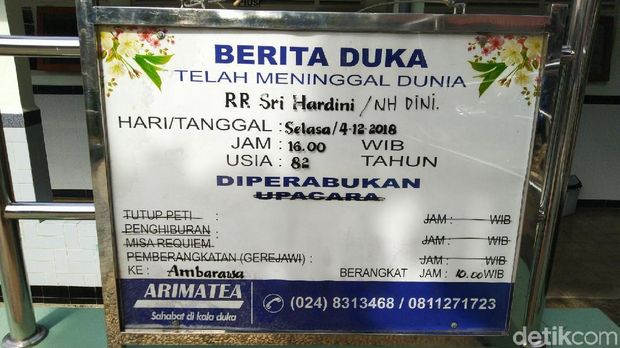 BERITA DUKA
TELAH MENINGGAL DUNIA
RR Sri Hardini / NH DINI.
HARI/TANGGAL : Selasa/4-12-2018
JAM : 16.00 WIB
USIA : 82 TAHUN
DIPERABUKAN
UPACARA
TUTUP PETI : JAM : WIB
PENGHIBURAN :
MISA REQUIEM : JAM : WIB
PEMBERANGKATAN (GEREJAWI) : JAM : WIB
KE : Ambarawa BERANGKAT JAM : 10.00 WIB
ARIMATEA
Sahabat di kala duka
(024) 8313468 / 0811271723
detikcom